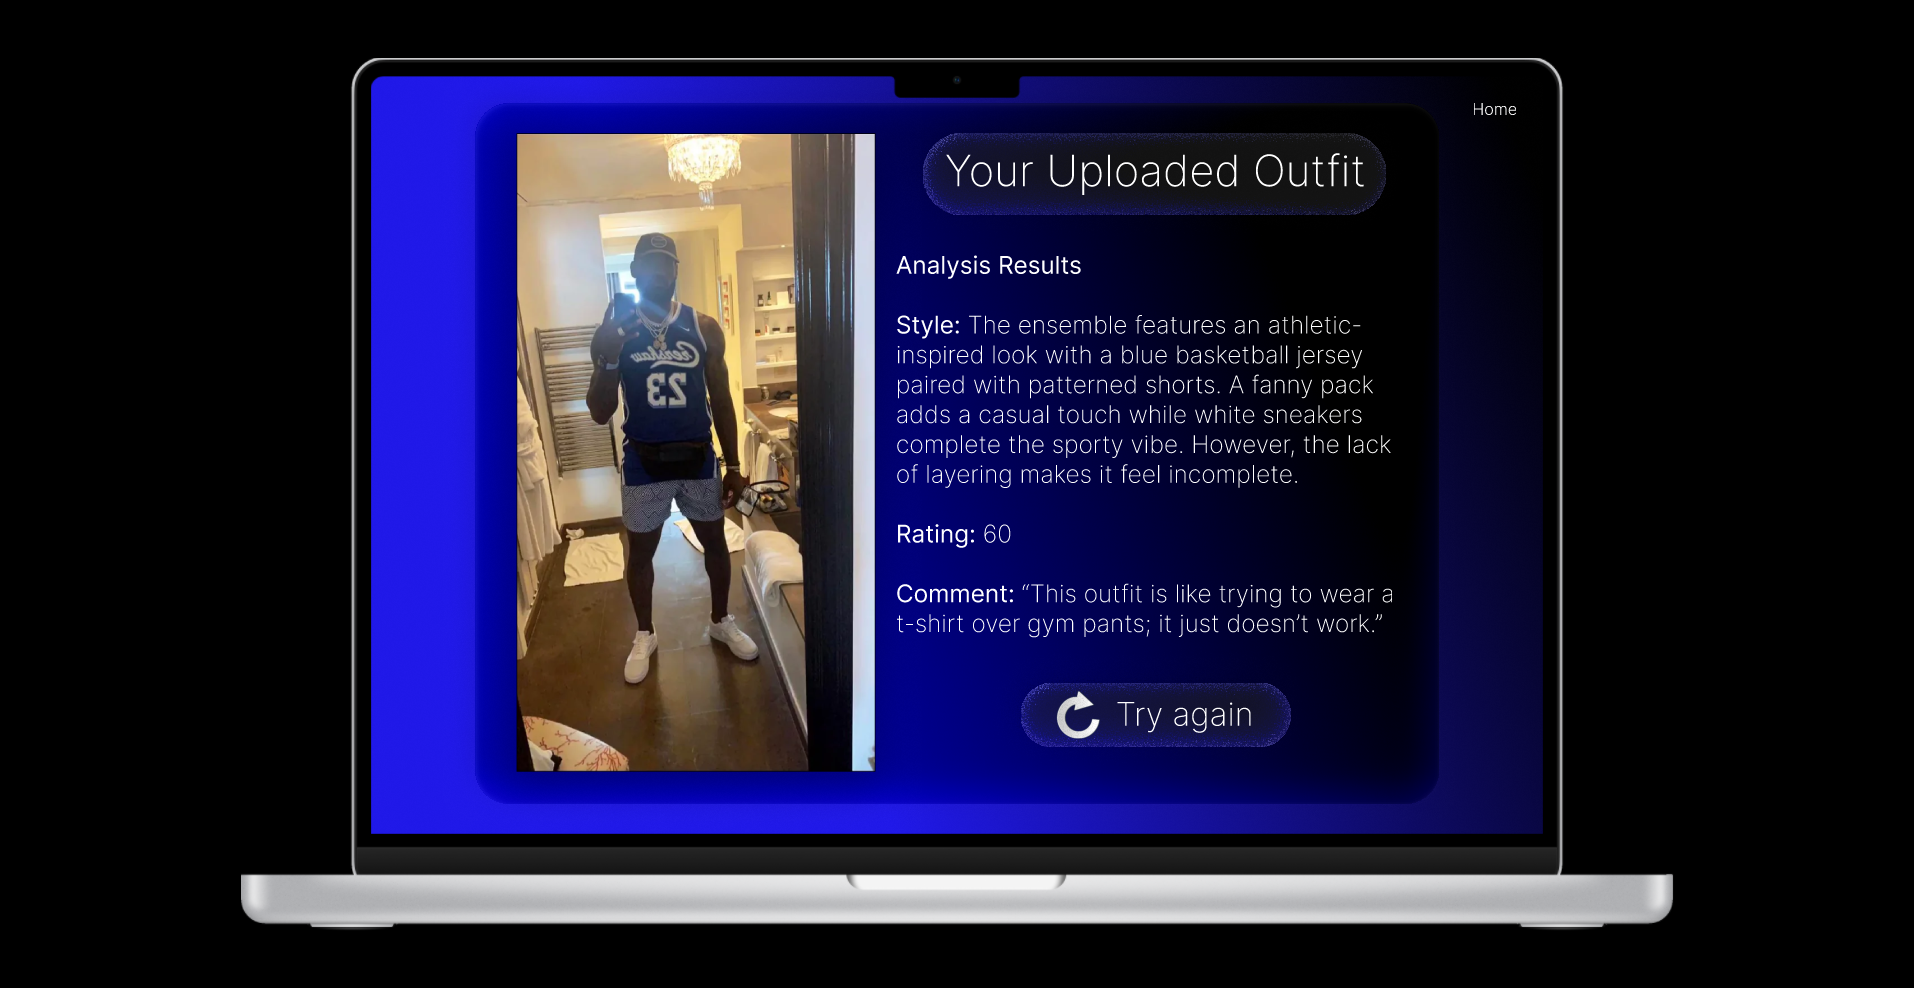 Home
Your Uploaded Outfit
Crenshaw
23
Analysis Results
Style: The ensemble features an athletic-
inspired look with a blue basketball jersey
paired with patterned shorts. A fanny pack
adds a casual touch while white sneakers
complete the sporty vibe. However, the lack
of layering makes it feel incomplete.
Rating: 60
Comment: “This outfit is like trying to wear a
t-shirt over gym pants; it just doesn’t work.”
Try again